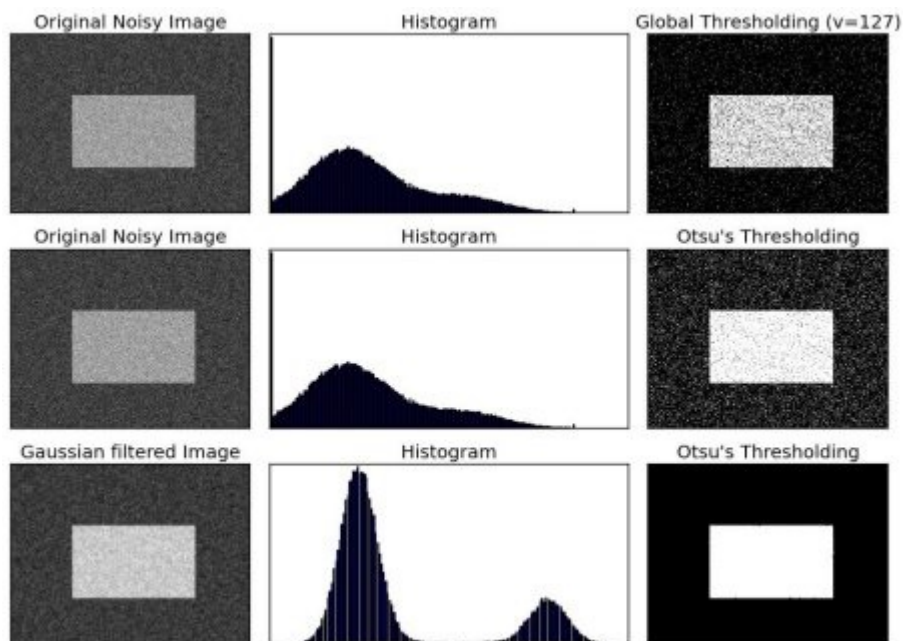 Original Noisy Image
Histogram
Global Thresholding (v=127)
Original Noisy Image
Histogram
Otsu's Thresholding
Gaussian filtered Image
Histogram
Otsu's Thresholding